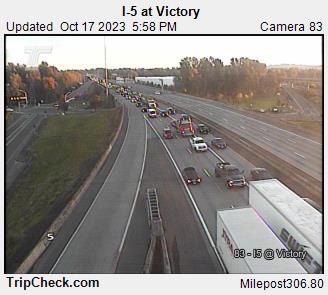 I-5 at Victory
Updated Oct 17 2023 5:58 PM Camera 83
S
83 - I5 @ Victory
TripCheck.com Milepost306.80